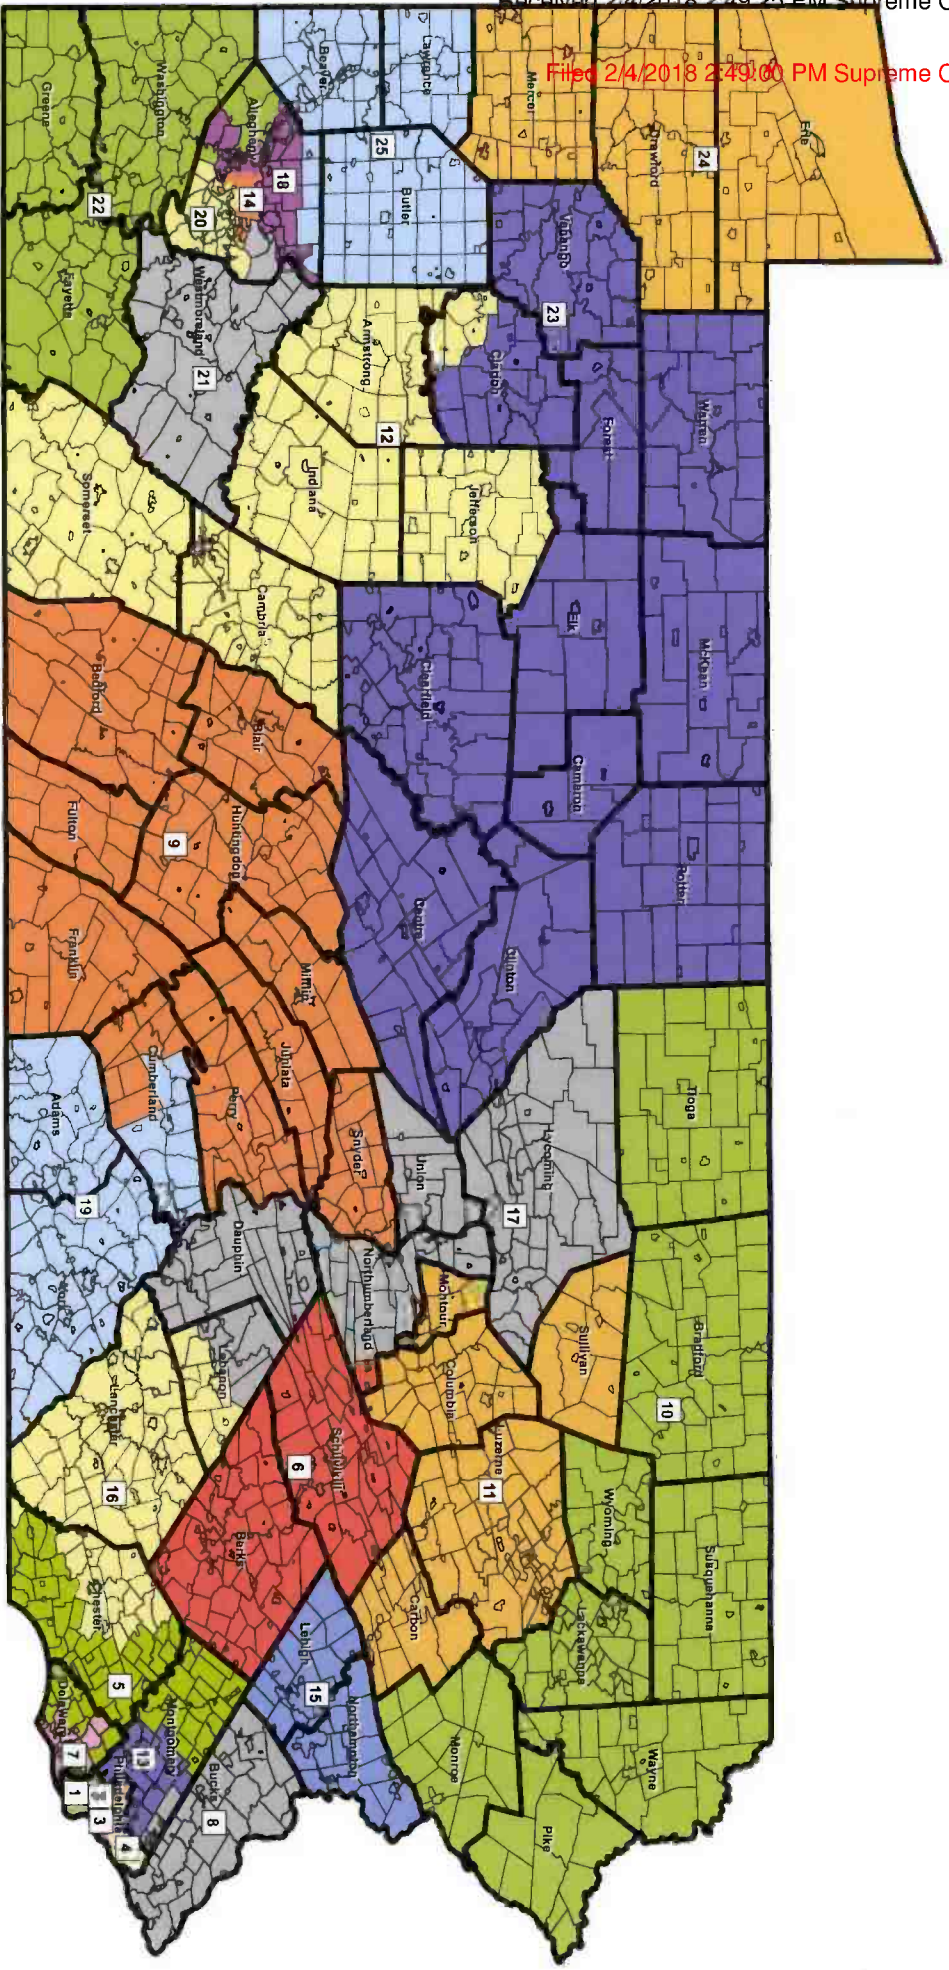 Filed 2/4/2018 2:49:00 PM Supreme C
Erie
24
Crawford
Mercer
Lawrence
Beaver
25
Butler
Washington
Greene
22
Fayette
Allegheny
18
14
20
Westmoreland
21
Venango
23
Clarion
Armstrong
12
Indiana
Jefferson
Forest
Warren
Somerset
Cambria
Elk
McKean
Clearfield
Cameron
Bedford
Blair
Fulton
Huntingdon
9
Franklin
Mifflin
Centre
Clinton
Potter
Juniata
Perry
Cumberland
Adams
19
York
Snyder
Union
Lycoming
17
Tioga
Dauphin
Northumberland
Montour
Columbia
Sullivan
Bradford
10
Lebanon
Lancaster
16
Schuylkill
6
Berks
Luzerne
11
Wyoming
Susquehanna
Lackawanna
Carbon
Chester
5
Lehigh
15
Northampton
Monroe
Wayne
Pike
Montgomery
Bucks
8
Delaware
7
13
Philadelphia
1
3
4